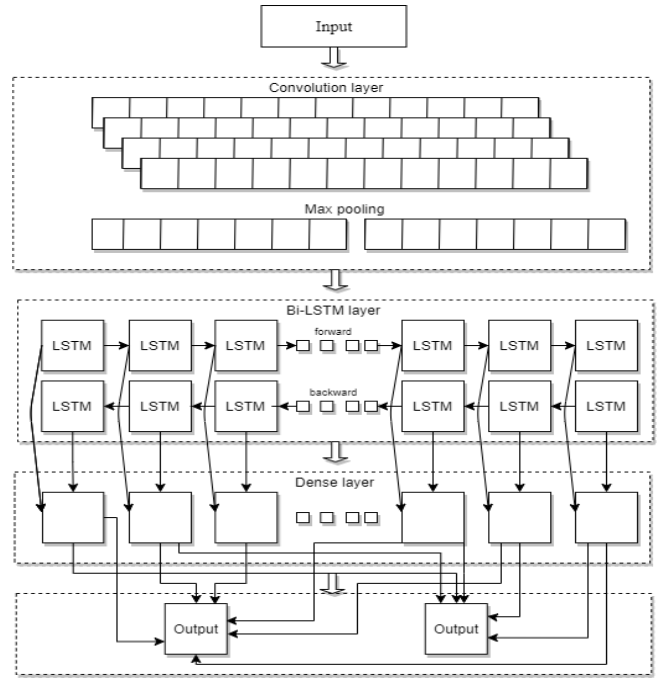 Input
Convolution layer
Max pooling
Bi-LSTM layer
forward
LSTM LSTM LSTM LSTM LSTM LSTM
backward
LSTM LSTM LSTM LSTM LSTM LSTM
Dense layer
Output Output